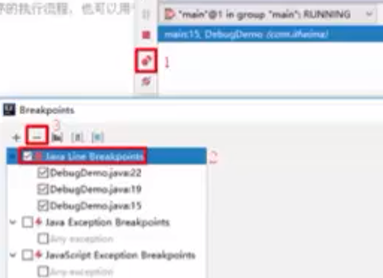 序的执行流程，也可以用
"main"@1 in group "main": RUNNING
main:15, DebugDemo (com.itheima)
1
Breakpoints
3
Java Line Breakpoints
2
DebugDemo.java:22
DebugDemo.java:19
DebugDemo.java:15
Java Exception Breakpoints
Any exception
JavaScript Exception Breakpoints
Any exception